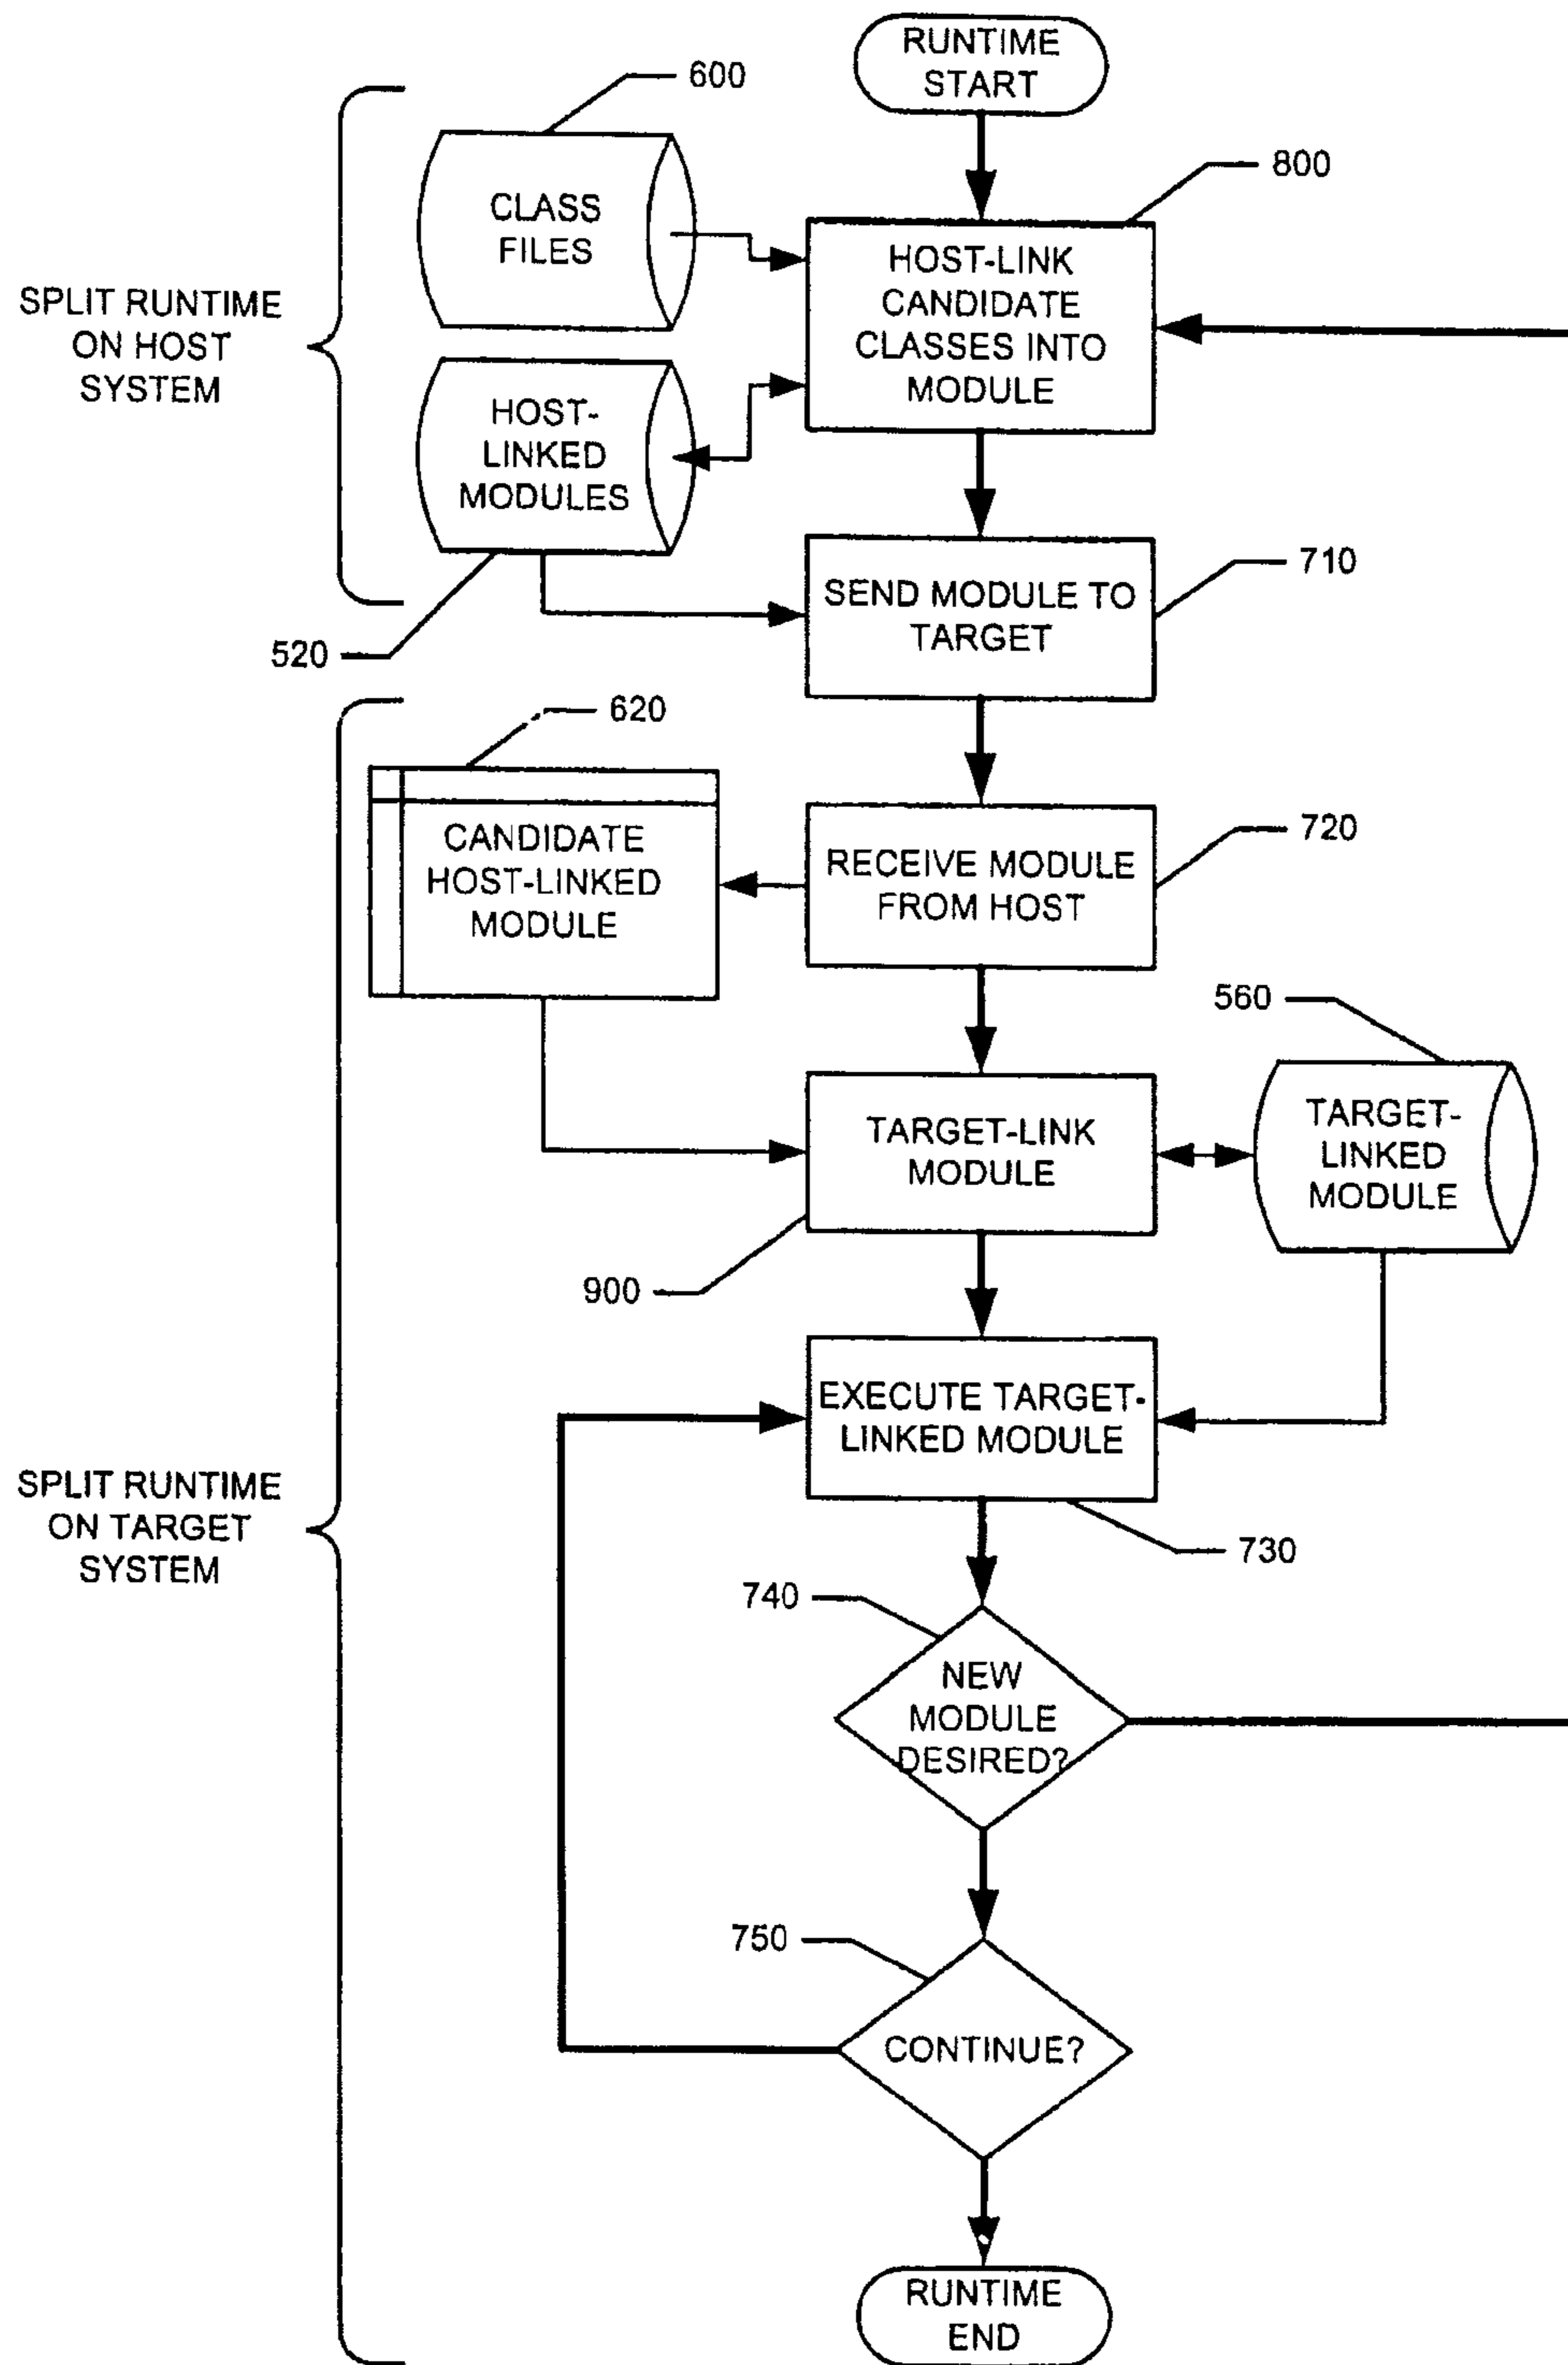 RUNTIME
START
600
800
CLASS
FILES
HOST-LINK
CANDIDATE
CLASSES INTO
MODULE
SPLIT RUNTIME
ON HOST
SYSTEM
HOST-
LINKED
MODULES
710
SEND MODULE TO
TARGET
520
620
CANDIDATE
HOST-LINKED
MODULE
720
RECEIVE MODULE
FROM HOST
560
TARGET-LINK
MODULE
TARGET-
LINKED
MODULE
900
EXECUTE TARGET-
LINKED MODULE
SPLIT RUNTIME
ON TARGET
SYSTEM
730
740
NEW
MODULE
DESIRED?
750
CONTINUE?
RUNTIME
END